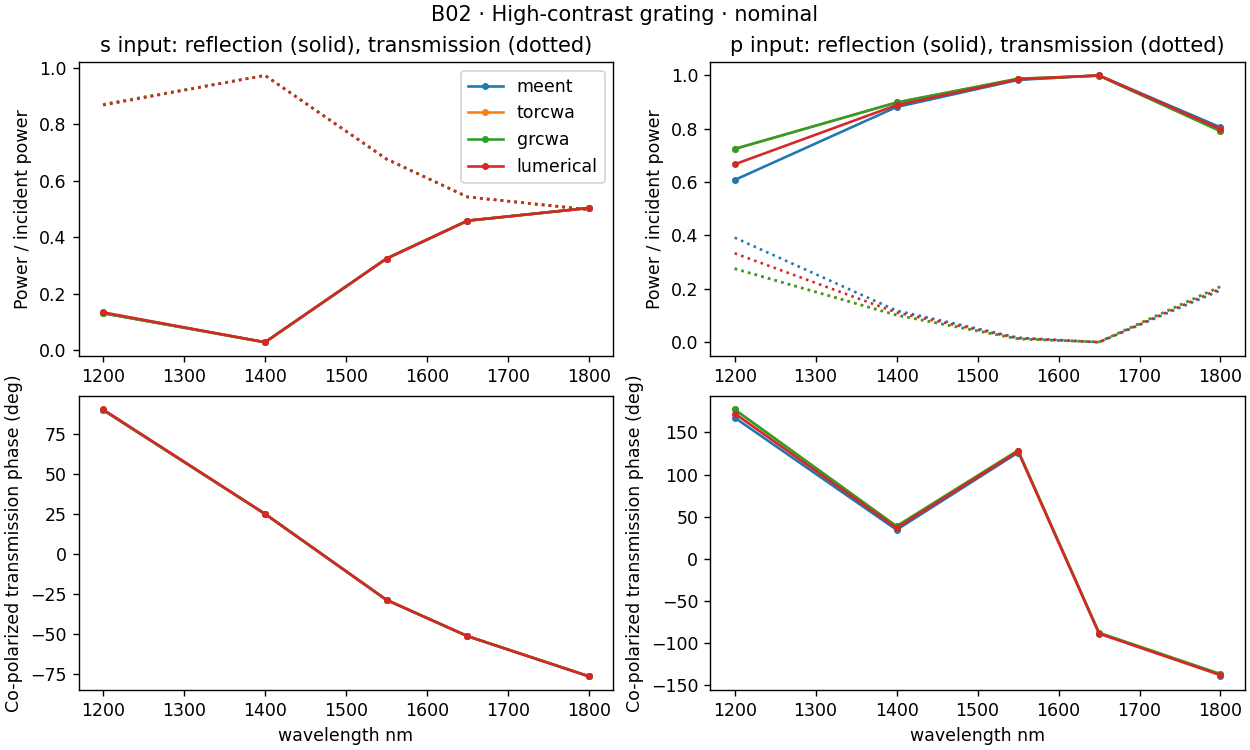 B02 · High-contrast grating · nominal
s input: reflection (solid), transmission (dotted)
Power / incident power
1.0
0.8
0.6
0.4
0.2
0.0
1200 1300 1400 1500 1600 1700 1800
meent
torcwa
grcwa
lumerical
p input: reflection (solid), transmission (dotted)
Power / incident power
1.0
0.8
0.6
0.4
0.2
0.0
1200 1300 1400 1500 1600 1700 1800
Co-polarized transmission phase (deg)
75
50
25
0
−25
−50
−75
1200 1300 1400 1500 1600 1700 1800
wavelength nm
Co-polarized transmission phase (deg)
150
100
50
0
−50
−100
−150
1200 1300 1400 1500 1600 1700 1800
wavelength nm